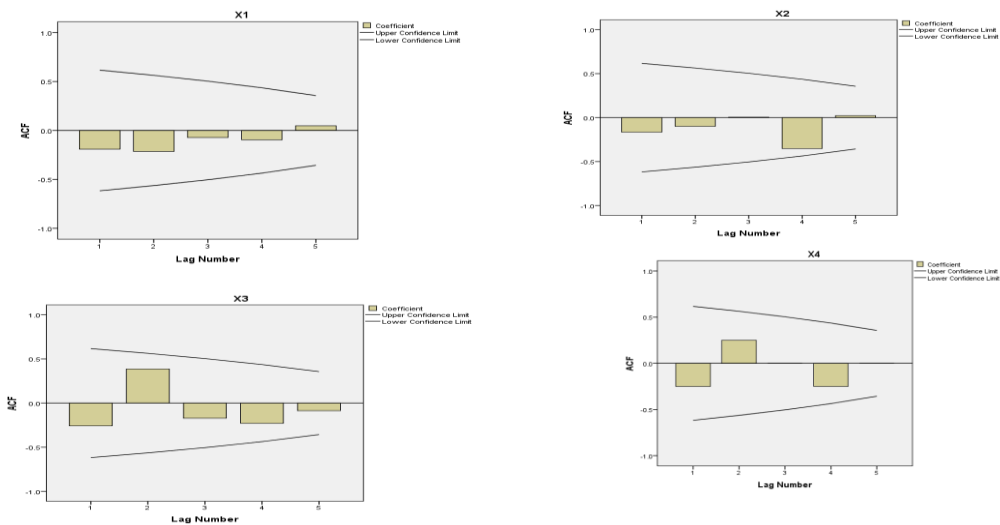 X1
Coefficient
Upper Confidence Limit
Lower Confidence Limit
1.0
0.5
0.0
-0.5
-1.0
ACF
1 2 3 4 5
Lag Number
X2
Coefficient
Upper Confidence Limit
Lower Confidence Limit
1.0
0.5
0.0
-0.5
-1.0
ACF
1 2 3 4 5
Lag Number
X3
Coefficient
Upper Confidence Limit
Lower Confidence Limit
1.0
0.5
0.0
-0.5
-1.0
ACF
1 2 3 4 5
Lag Number
X4
Coefficient
Upper Confidence Limit
Lower Confidence Limit
1.0
0.5
0.0
-0.5
-1.0
ACF
1 2 3 4 5
Lag Number